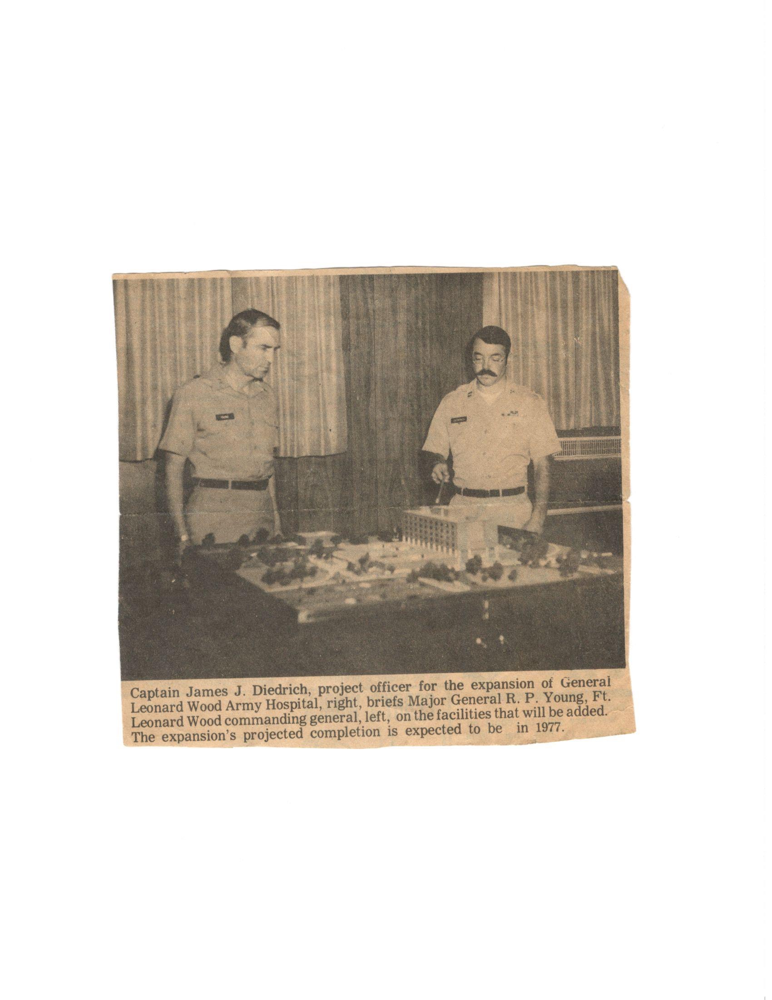 Captain James J. Diedrich, project officer for the expansion of General
Leonard Wood Army Hospital, right, briefs Major General R. P. Young, Ft.
Leonard Wood commanding general, left, on the facilities that will be added.
The expansion's projected completion is expected to be in 1977.